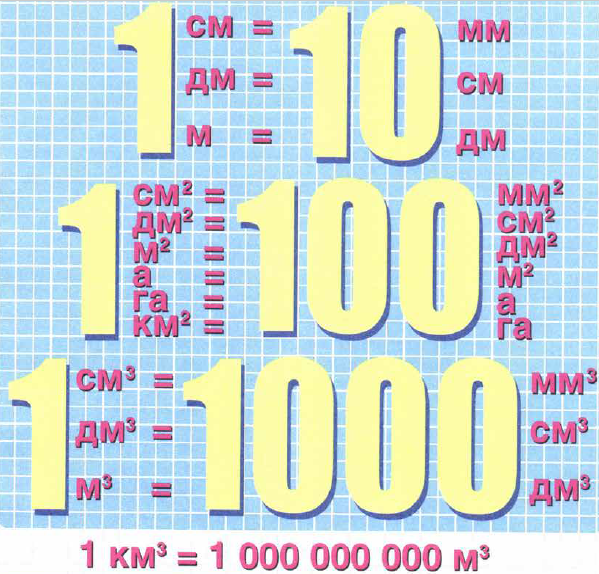 1 см = 10 мм
дм = см
м = дм
1 см² = 100 мм²
дм² = см²
м² = дм²
а = м²
га = а
км² = га
1 см³ = 1000 мм³
дм³ = см³
м³ = дм³
1 км³ = 1 000 000 000 м³